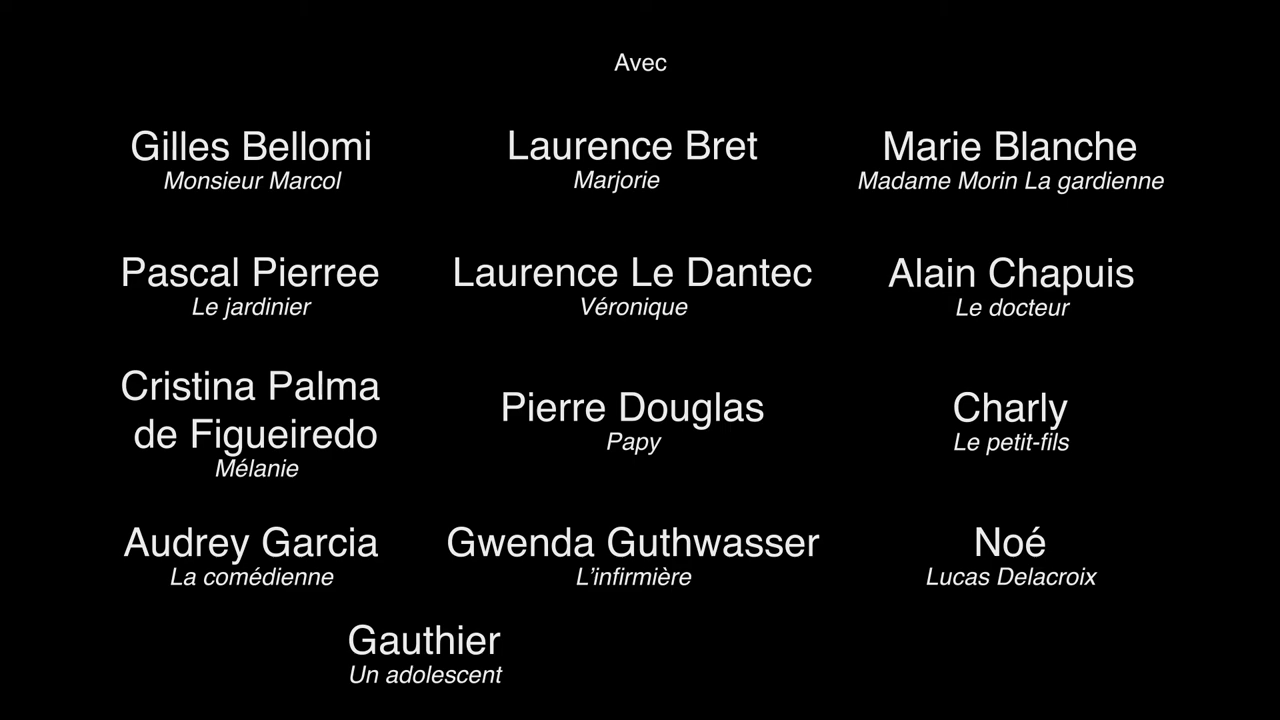 Avec
Gilles Bellomi
Monsieur Marcol
Laurence Bret
Marjorie
Marie Blanche
Madame Morin La gardienne
Pascal Pierree
Le jardinier
Laurence Le Dantec
Véronique
Alain Chapuis
Le docteur
Cristina Palma
de Figueiredo
Mélanie
Pierre Douglas
Papy
Charly
Le petit-fils
Audrey Garcia
La comédienne
Gwenda Guthwasser
L’infirmière
Noé
Lucas Delacroix
Gauthier
Un adolescent